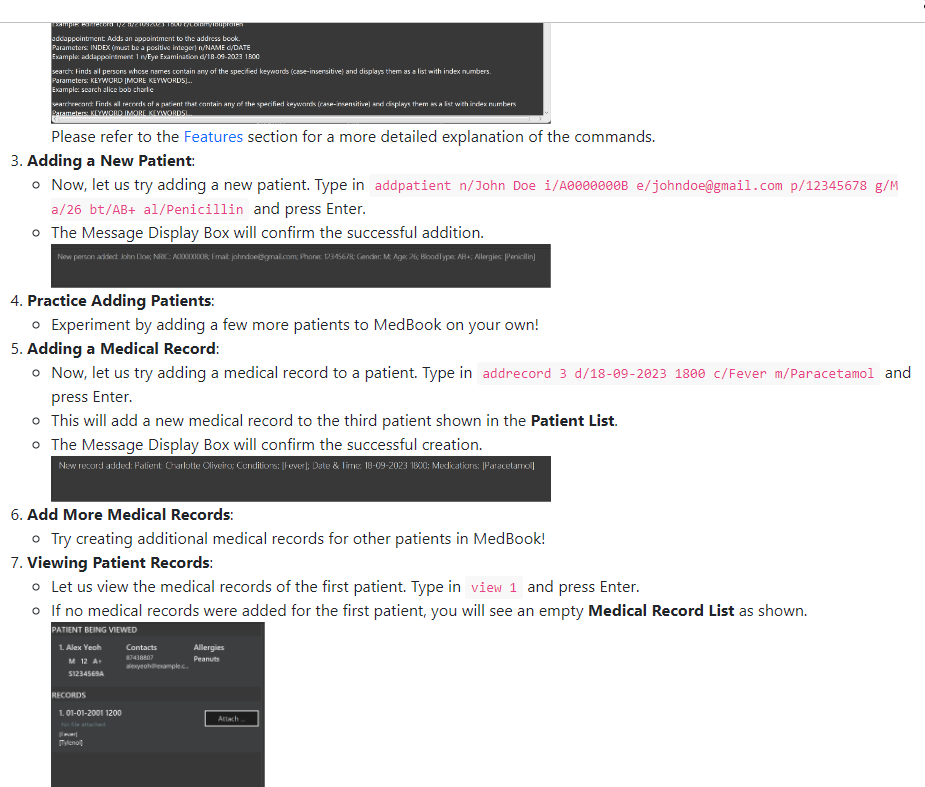 Example: editrecord 1/2 d/21092023 1800 c/Covim/Ibuprofen
addappointment: Adds an appointment to the address book.
Parameters: INDEX (must be a positive integer) n/NAME d/DATE
Example: addappointment 1 n/Eye Examination d/18-09-2023 1800
search: Finds all persons whose names contain any of the specified keywords (case-insensitive) and displays them as a list with index numbers.
Parameters: KEYWORD [MORE_KEYWORDS]...
Example: search alice bob charlie
searchrecord: Finds all records of a patient that contain any of the specified keywords (case-insensitive) and displays them as a list with index numbers
Parameters: KEYWORD [MORE_KEYWORDS]...
Please refer to the Features section for a more detailed explanation of the commands.
3. Adding a New Patient:
Now, let us try adding a new patient. Type in addpatient n/John Doe i/A0000000B e/johndoe@gmail.com p/12345678 g/M
a/26 bt/AB+ al/Penicillin and press Enter.
The Message Display Box will confirm the successful addition.
New person added: John Doe; NRIC: A0000000B; Email: johndoe@gmail.com; Phone: 12345678; Gender: M; Age: 26; BloodType: AB+; Allergies: [Penicillin]
4. Practice Adding Patients:
Experiment by adding a few more patients to MedBook on your own!
5. Adding a Medical Record:
Now, let us try adding a medical record to a patient. Type in addrecord 3 d/18-09-2023 1800 c/Fever m/Paracetamol and
press Enter.
This will add a new medical record to the third patient shown in the Patient List.
The Message Display Box will confirm the successful creation.
New record added: Patient: Charlotte Oliveiro; Conditions: [Fever]; Date & Time: 18-09-2023 1800; Medications: [Paracetamol]
6. Add More Medical Records:
Try creating additional medical records for other patients in MedBook!
7. Viewing Patient Records:
Let us view the medical records of the first patient. Type in view 1 and press Enter.
If no medical records were added for the first patient, you will see an empty Medical Record List as shown.
PATIENT BEING VIEWED
1. Alex Yeoh Contacts Allergies
87438807 Peanuts
M 12 A+ alexyeoh@example.c...
S1234569A
RECORDS
1. 01-01-2001 1200 Attach ...
No file attached
[Fever]
[Tylenol]